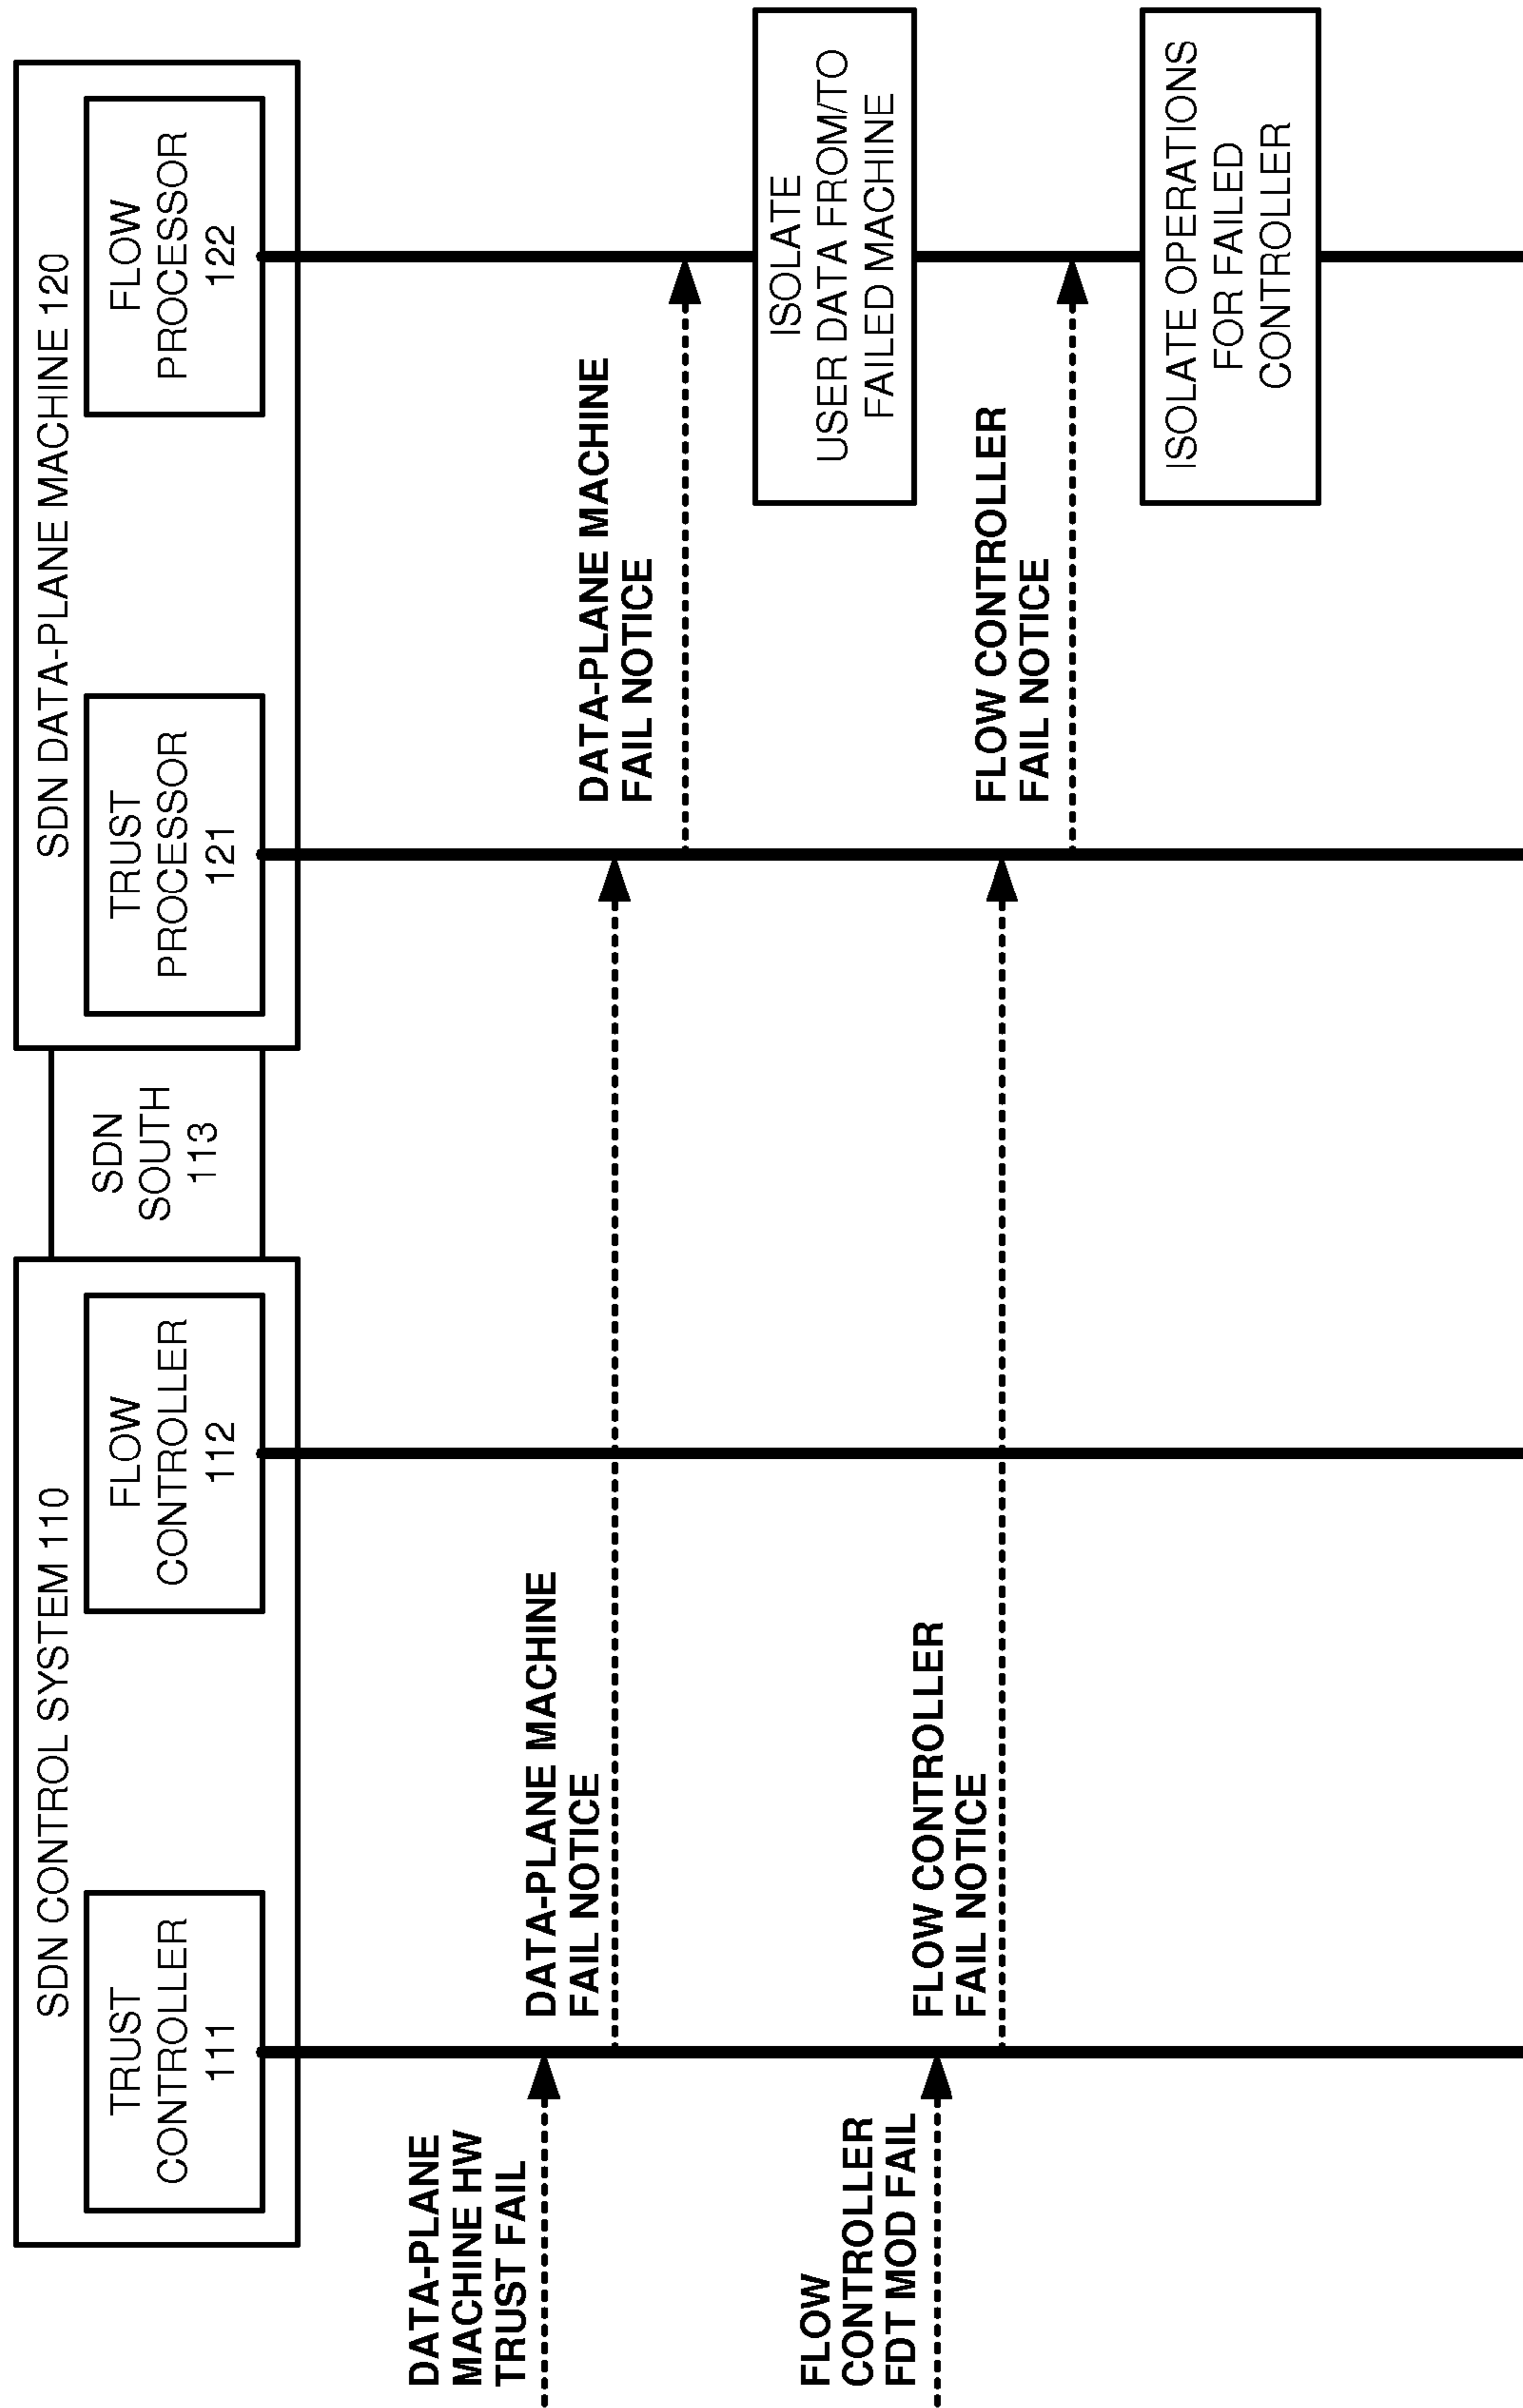 SDN CONTROL SYSTEM 110
TRUST
CONTROLLER
111
FLOW
CONTROLLER
112
SDN
SOUTH
113
SDN DATA-PLANE MACHINE 120
TRUST
PROCESSOR
121
FLOW
PROCESSOR
122
DATA-PLANE
MACHINE HW
TRUST FAIL
DATA-PLANE MACHINE
FAIL NOTICE
DATA-PLANE MACHINE
FAIL NOTICE
ISOLATE
USER DATA FROM/TO
FAILED MACHINE
FLOW
CONTROLLER
FDT MOD FAIL
FLOW CONTROLLER
FAIL NOTICE
FLOW CONTROLLER
FAIL NOTICE
ISOLATE OPERATIONS
FOR FAILED
CONTROLLER